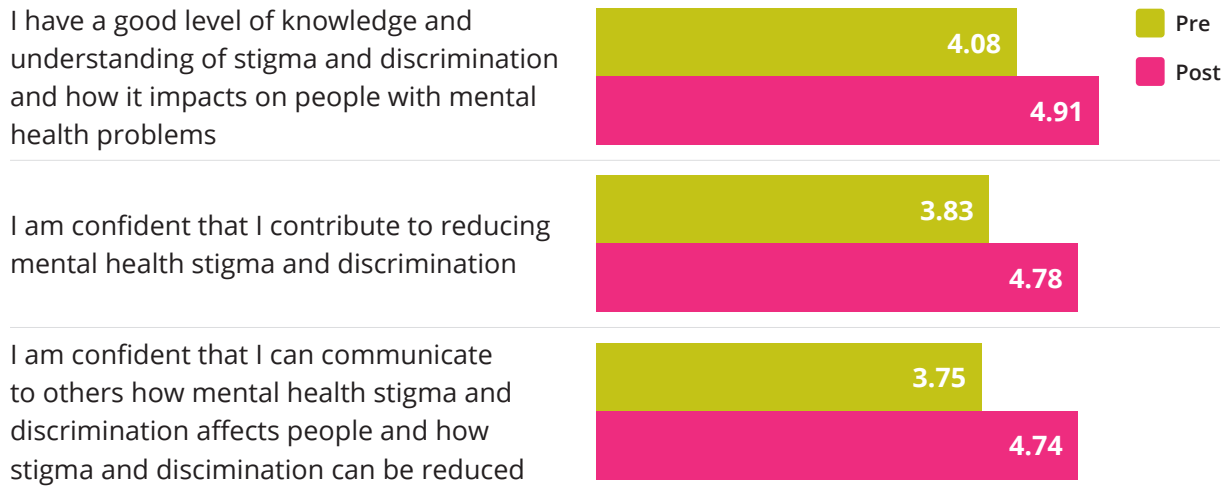 I have a good level of knowledge and
understanding of stigma and discrimination
and how it impacts on people with mental
health problems
4.08
4.91
Pre
Post
I am confident that I contribute to reducing
mental health stigma and discrimination
3.83
4.78
I am confident that I can communicate
to others how mental health stigma and
discrimination affects people and how
stigma and discimination can be reduced
3.75
4.74